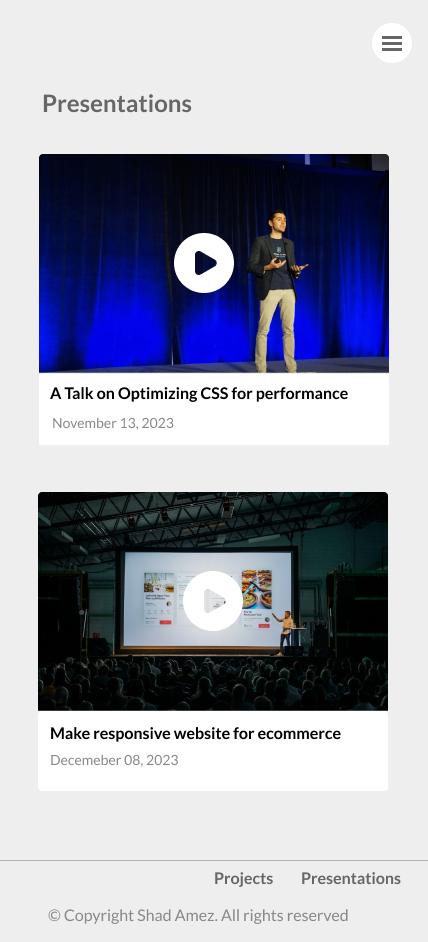 Presentations
A Talk on Optimizing CSS for performance
November 13, 2023
Make responsive website for ecommerce
Decemeber 08, 2023
Projects Presentations
© Copyright Shad Amez. All rights reserved